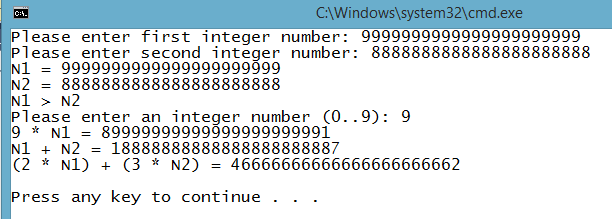 C:\Windows\system32\cmd.exe
Please enter first integer number: 9999999999999999999999
Please enter second integer number: 8888888888888888888888
N1 = 9999999999999999999999
N2 = 8888888888888888888888
N1 > N2
Please enter an integer number (0..9): 9
9 * N1 = 89999999999999999999991
N1 + N2 = 18888888888888888888887
(2 * N1) + (3 * N2) = 46666666666666666666662
Press any key to continue . . .